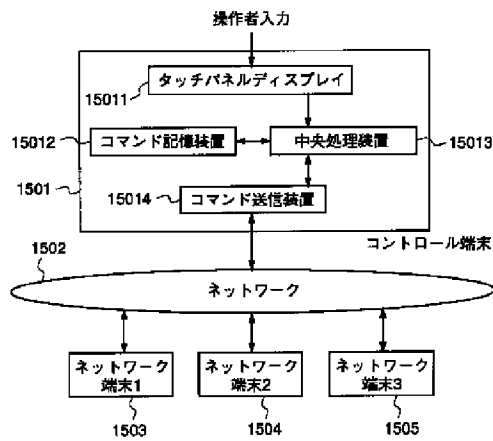 操作者入力
タッチパネルディスプレイ
15011
15012
コマンド記憶装置
中央処理装置
15013
1501
15014
コマンド送信装置
コントロール端末
1502
ネットワーク
ネットワーク
端末1
ネットワーク
端末2
ネットワーク
端末3
1503
1504
1505